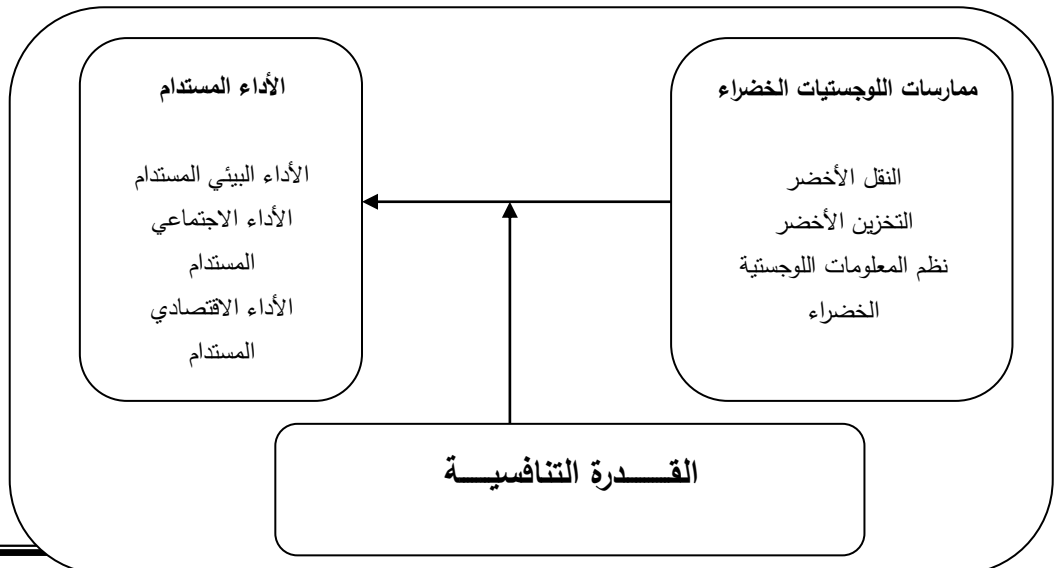 ممارسات اللوجستيات الخضراء
النقل الأخضر
التخزين الأخضر
نظم المعلومات اللوجستية
الخضراء
الأداء المستدام
الأداء البيئي المستدام
الأداء الاجتماعي
المستدام
الأداء الاقتصادي
المستدام
القـــــدرة التنافسيـــــة